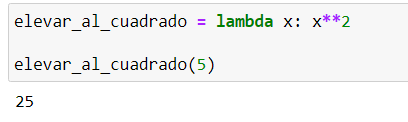 elevar_al_cuadrado = lambda x: x**2
elevar_al_cuadrado(5)
25